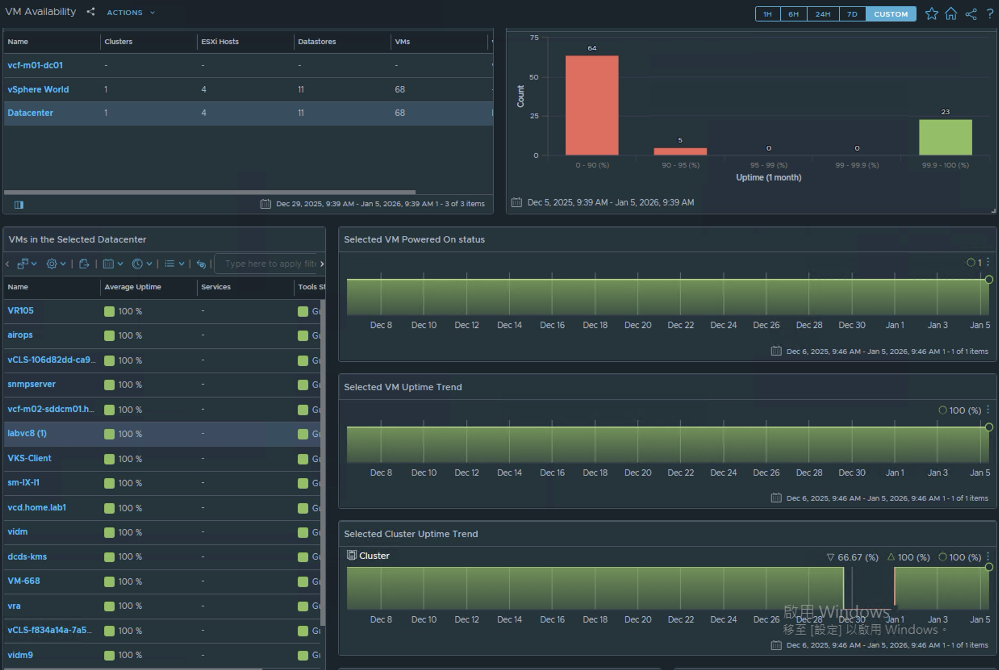 VM Availability ACTIONS 1H 6H 24H 7D CUSTOM ?
Name Clusters ESXi Hosts Datastores VMs
vcf-m01-dc01 - - - -
vSphere World 1 4 11 68
Datacenter 1 4 11 68
Dec 29, 2025, 9:39 AM - Jan 5, 2026, 9:39 AM 1 - 3 of 3 items
75
50
25
0
Count
64
5
0
0
23
0 - 90 (%) 90 - 95 (%) 95 - 99 (%) 99 - 99.9 (%) 99.9 - 100 (%)
Uptime (1 month)
Dec 5, 2025, 9:39 AM - Jan 5, 2026, 9:39 AM
VMs in the Selected Datacenter
Type here to apply filte
Name Average Uptime Services Tools St
VR105 100 % - Gu
airops 100 % - Gu
vCLS-106d82dd-ca9... 100 % - Gu
snmpserver 100 % - Gu
vcf-m02-sddcm01.h... 100 % - Gu
labvc8 (1) 100 % - Gu
VKS-Client 100 % - Gu
sm-IX-I1 100 % - Gu
vcd.home.lab1 100 % - Gu
vidm 100 % - Gu
dcds-kms 100 % - Gu
VM-668 100 % - Gu
vra 100 % - Gu
vCLS-f834a14a-7a5... 100 % - Gu
vidm9 100 % - Gu
Selected VM Powered On status
1
Dec 8 Dec 10 Dec 12 Dec 14 Dec 16 Dec 18 Dec 20 Dec 22 Dec 24 Dec 26 Dec 28 Dec 30 Jan 1 Jan 3 Jan 5
Dec 6, 2025, 9:46 AM - Jan 5, 2026, 9:46 AM 1 - 1 of 1 items
Selected VM Uptime Trend
100 (%)
Dec 8 Dec 10 Dec 12 Dec 14 Dec 16 Dec 18 Dec 20 Dec 22 Dec 24 Dec 26 Dec 28 Dec 30 Jan 1 Jan 3 Jan 5
Dec 6, 2025, 9:46 AM - Jan 5, 2026, 9:46 AM 1 - 1 of 1 items
Selected Cluster Uptime Trend
Cluster 66.67 (%) 100 (%) 100 (%)
Dec 8 Dec 10 Dec 12 Dec 14 Dec 16 Dec 18 Dec 20 Dec 22 Dec 24 Dec 26 Dec 28 Dec 30 Jan 1 Jan 3 Jan 5
啟用 Windows
移至 [設定] 以啟用 Windows。
Dec 6, 2025, 9:46 AM - Jan 5, 2026, 9:46 AM 1 - 1 of 1 items